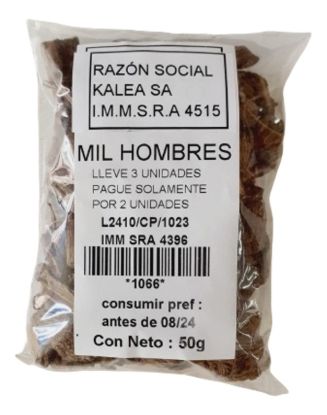 RAZÓN SOCIAL
KALEA SA
I.M.M.S.R.A 4515
MIL HOMBRES
LLEVE 3 UNIDADES
PAGUE SOLAMENTE
POR 2 UNIDADES
L2410/CP/1023
IMM SRA 4396
*1066*
consumir pref :
antes de 08/24
Con Neto : 50g